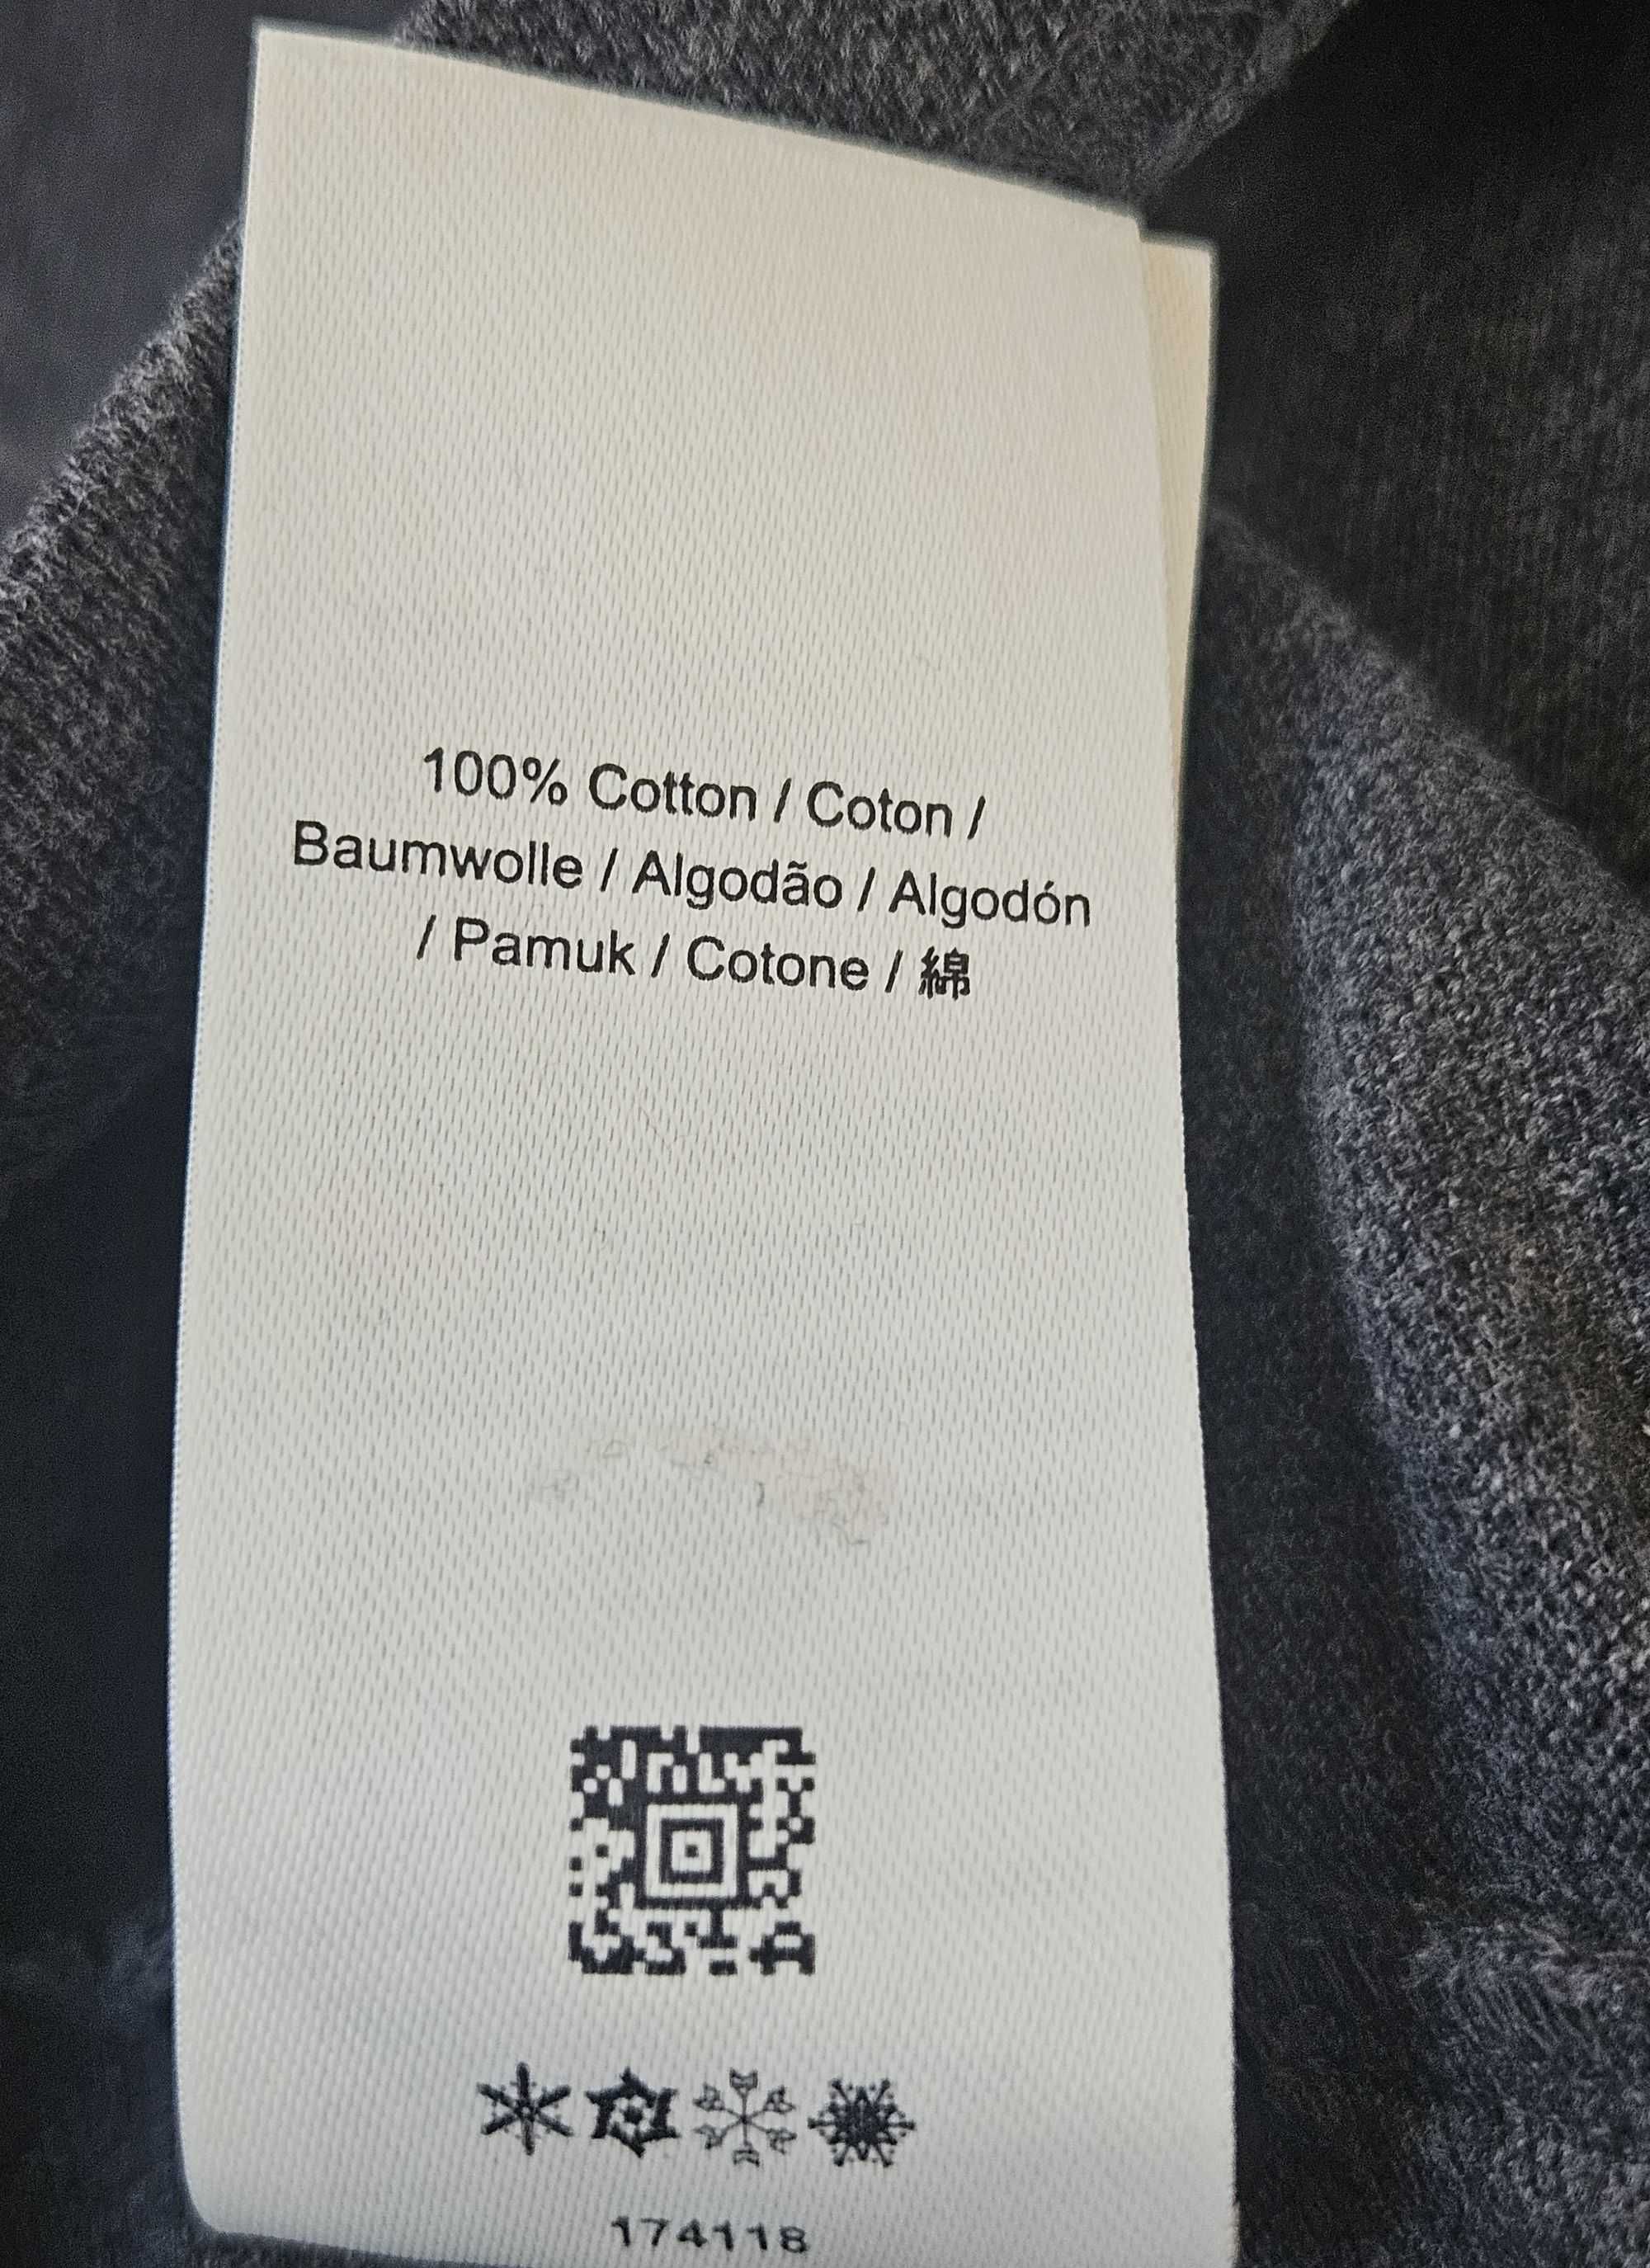 100% Cotton / Coton /
Baumwolle / Algodão / Algodón
/ Pamuk / Cotone / 綿
174118